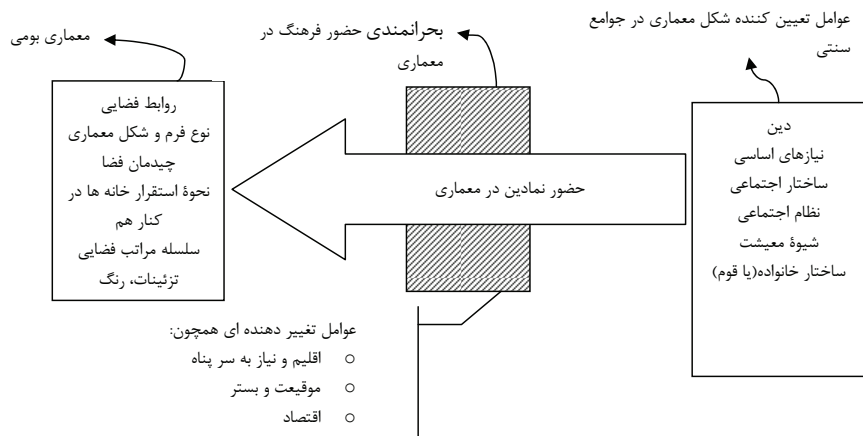 عوامل تعیین کننده شکل معماری در جوامع
سنتی
بحرانمندی حضور فرهنگ در
معماری
معماری بومی
دین
نیازهای اساسی
ساختار اجتماعی
نظام اجتماعی
شیوۀ معیشت
ساختار خانواده(یا قوم)
حضور نمادین در معماری
روابط فضایی
نوع فرم و شکل معماری
چیدمان فضا
نحوۀ استقرار خانه ها در
کنار هم
سلسله مراتب فضایی
تزئینات، رنگ
عوامل تغییر دهنده ای همچون:
○ اقلیم و نیاز به سر پناه
○ موقیعت و بستر
○ اقتصاد